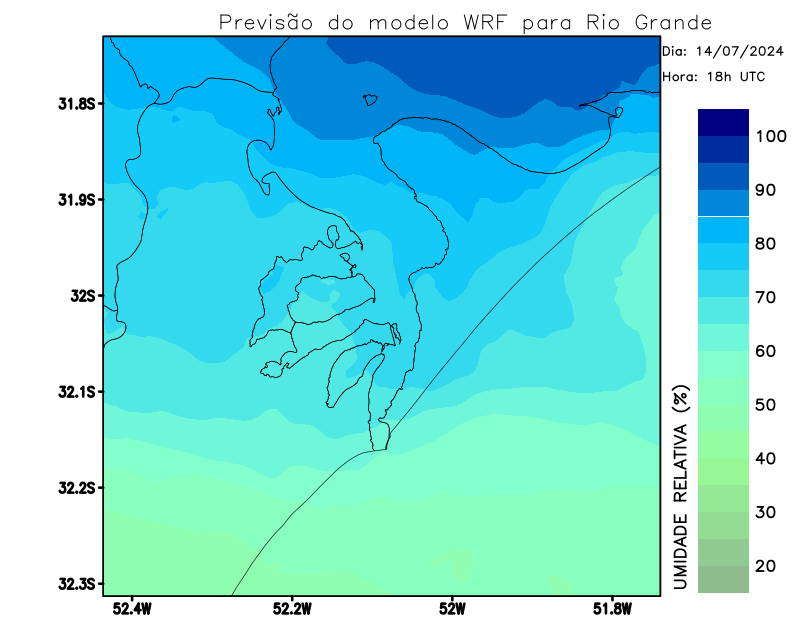 Previsão do modelo WRF para Rio Grande
Dia: 14/07/2024
Hora: 18h UTC
31.8S
31.9S
32S
32.1S
32.2S
32.3S
52.4W
52.2W
52W
51.8W
100
90
80
70
60
50
40
30
20
UMIDADE RELATIVA (%)